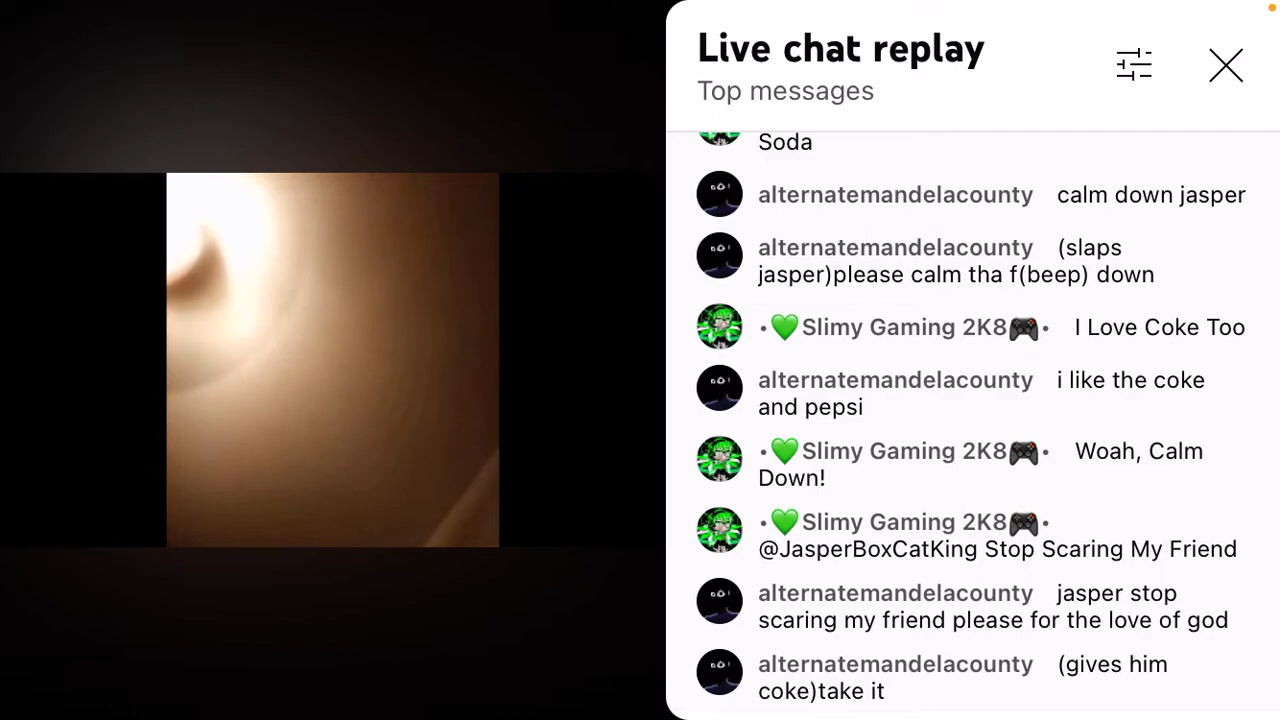 Live chat replay
Top messages
Soda
alternatemandelacounty calm down jasper
alternatemandelacounty (slaps
jasper)please calm tha f(beep) down
•💚Slimy Gaming 2K8🎮• I Love Coke Too
alternatemandelacounty i like the coke
and pepsi
•💚Slimy Gaming 2K8🎮• Woah, Calm
Down!
•💚Slimy Gaming 2K8🎮•
@JasperBoxCatKing Stop Scaring My Friend
alternatemandelacounty jasper stop
scaring my friend please for the love of god
alternatemandelacounty (gives him
coke)take it